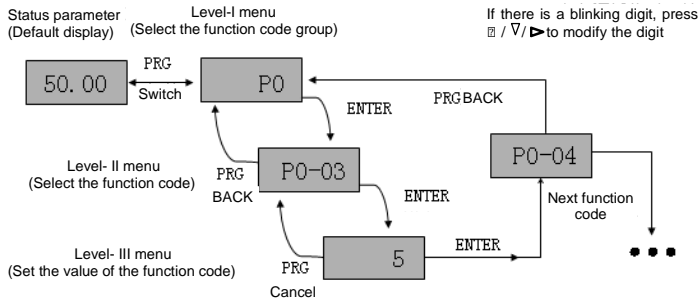 Status parameter
(Default display)
Level-I menu
(Select the function code group)
If there is a blinking digit, press
/ ∇/ ▶ to modify the digit
50.00
PRG
Switch
P0
ENTER
PRG BACK
Level- II menu
(Select the function code)
PRG
BACK
P0-03
ENTER
P0-04
Next function
code
Level- III menu
(Set the value of the function code)
PRG
Cancel
5
ENTER
●●●